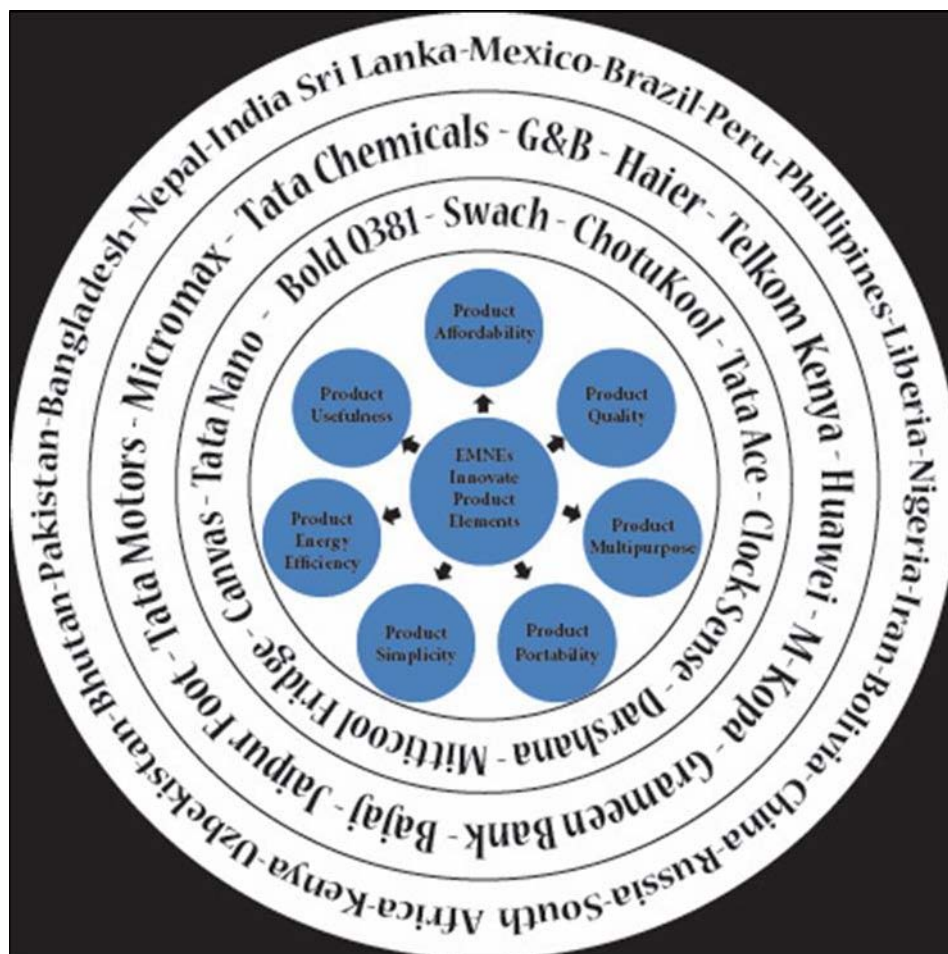 Bhutan-Pakistan-Bangladesh-Nepal-India Sri Lanka-Mexico-Brazil-Peru-Phillipines-Liberia-Nigeria-Iran-Bolivia-China-Russia-South Africa-Kenya-Uzbekistan-
Tata Motors - Micromax - Tata Chemicals - G&B - Haier - Telkom Kenya - Huawei - M-Kopa - Grameen Bank - Bajaj - Jaipur Foot -
Canvas - Tata Nano - Bold Q381 - Swach - ChotuKool - Tata Ace - ClockSense - Darshana - Mitticool Fridge -
Product
Affordability
Product
Usefulness
Product
Quality
EMNEs
Innovate
Product
Elements
Product
Energy
Efficiency
Product
Multipurpose
Product
Simplicity
Product
Portability